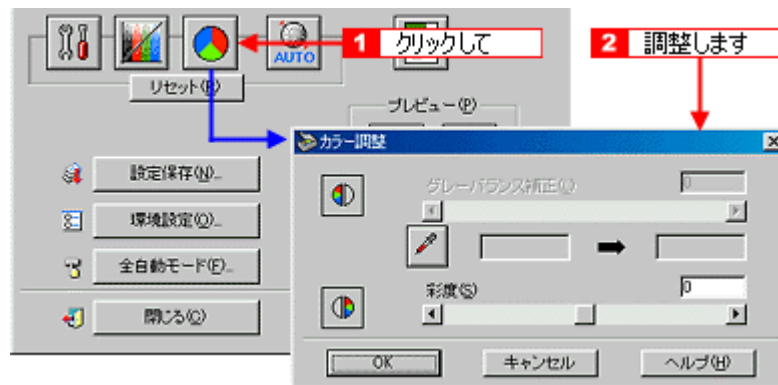 1 クリックして
2 調整します
AUTO
リセット(R)
プレビュー(P)
カラー調整
設定保存(N)...
グレーバランス補正(L)
0
環境設定(O)...
全自動モード(F)...
彩度(S)
0
閉じる(C)
OK
キャンセル
ヘルプ(H)